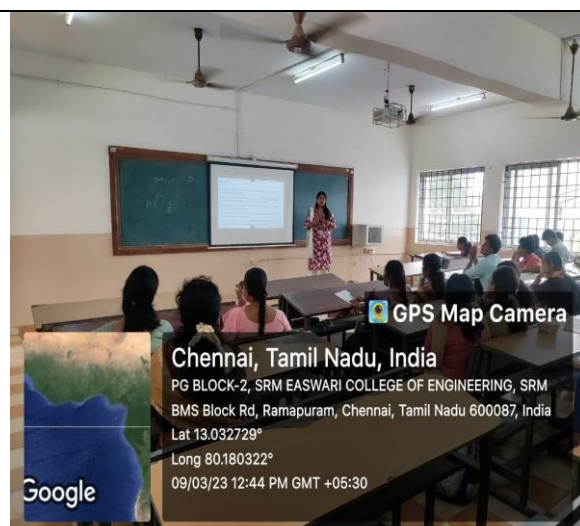 GPS Map Camera
Chennai, Tamil Nadu, India
PG BLOCK-2, SRM EASWARI COLLEGE OF ENGINEERING, SRM
BMS Block Rd, Ramapuram, Chennai, Tamil Nadu 600087, India
Lat 13.032729°
Long 80.180322°
09/03/23 12:44 PM GMT +05:30
Google